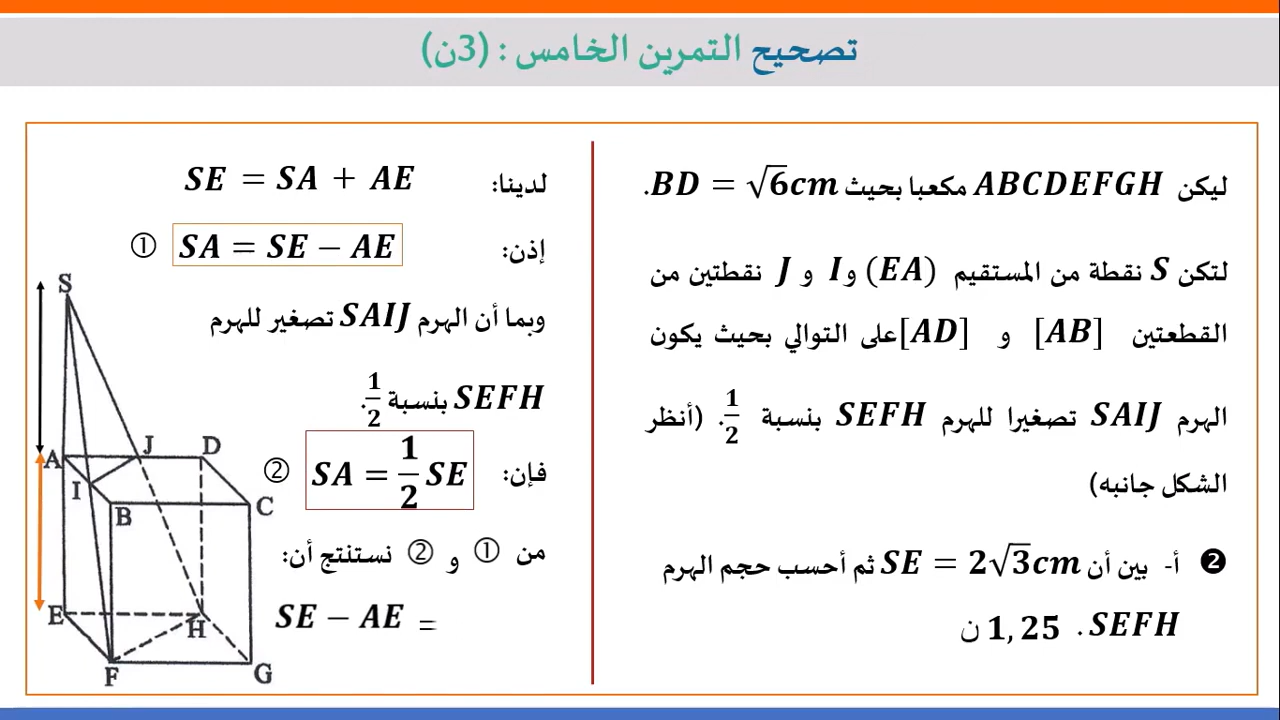 تصحيح التمرين الخامس : (3ن)
ليكن ABCDEFGH مكعبا بحيث BD = √6cm.
لتكن S نقطة من المستقيم (EA) و I و J نقطتين من
القطعتين [AB] و [AD] على التوالي بحيث يكون
الهرم SAIJ تصغيرا للهرم SEFH بنسبة 1/2. (أنظر
الشكل جانبه)
❷ أ- بين أن SE = 2√3cm ثم أحسب حجم الهرم
SEFH . 1,25 ن
لدينا: SE = SA + AE
إذن: SA = SE − AE ①
وبما أن الهرم SAIJ تصغير للهرم
SEFH بنسبة 1/2.
فإن: SA = 1/2 SE ②
من ① و ② نستنتج أن:
SE − AE =
S
A
J
D
I
B
C
E
H
F
G